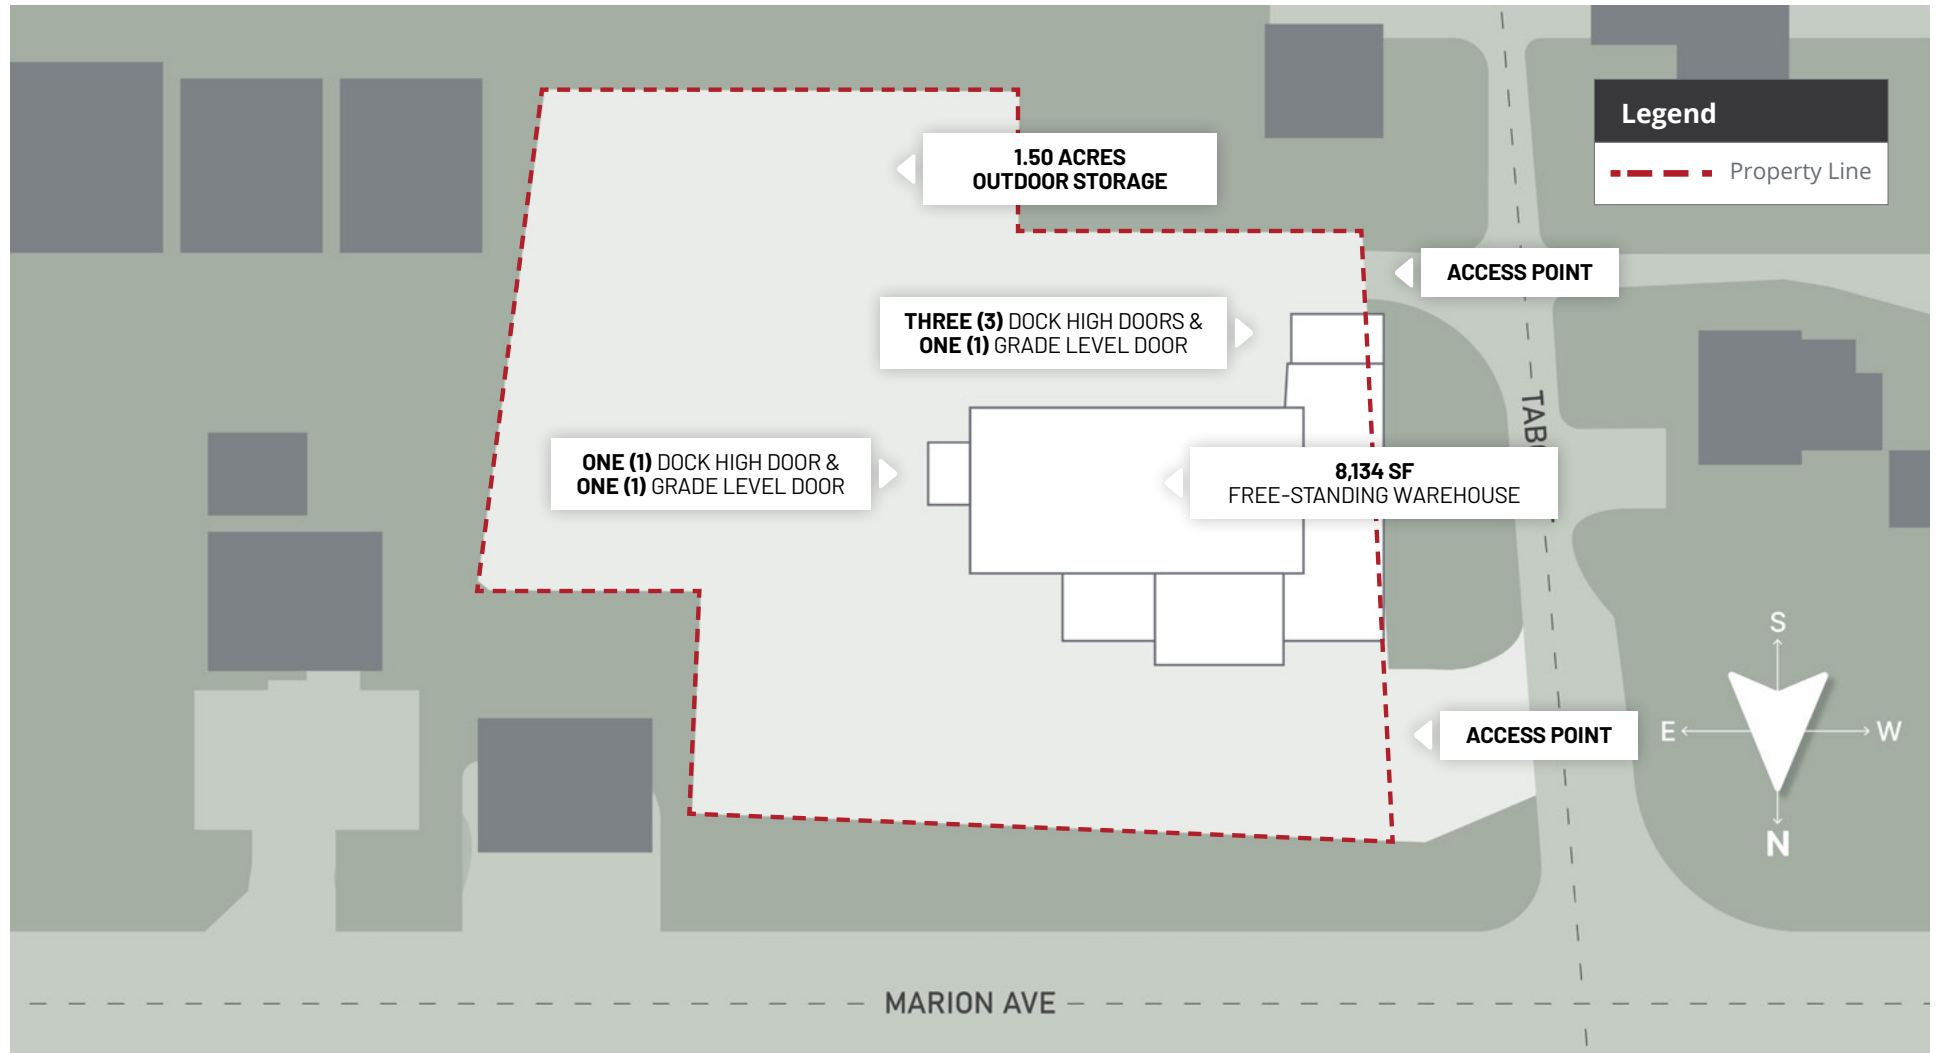 Legend
Property Line
1.50 ACRES
OUTDOOR STORAGE
ACCESS POINT
THREE (3) DOCK HIGH DOORS &
ONE (1) GRADE LEVEL DOOR
ONE (1) DOCK HIGH DOOR &
ONE (1) GRADE LEVEL DOOR
8,134 SF
FREE-STANDING WAREHOUSE
ACCESS POINT
S
E
W
N
MARION AVE